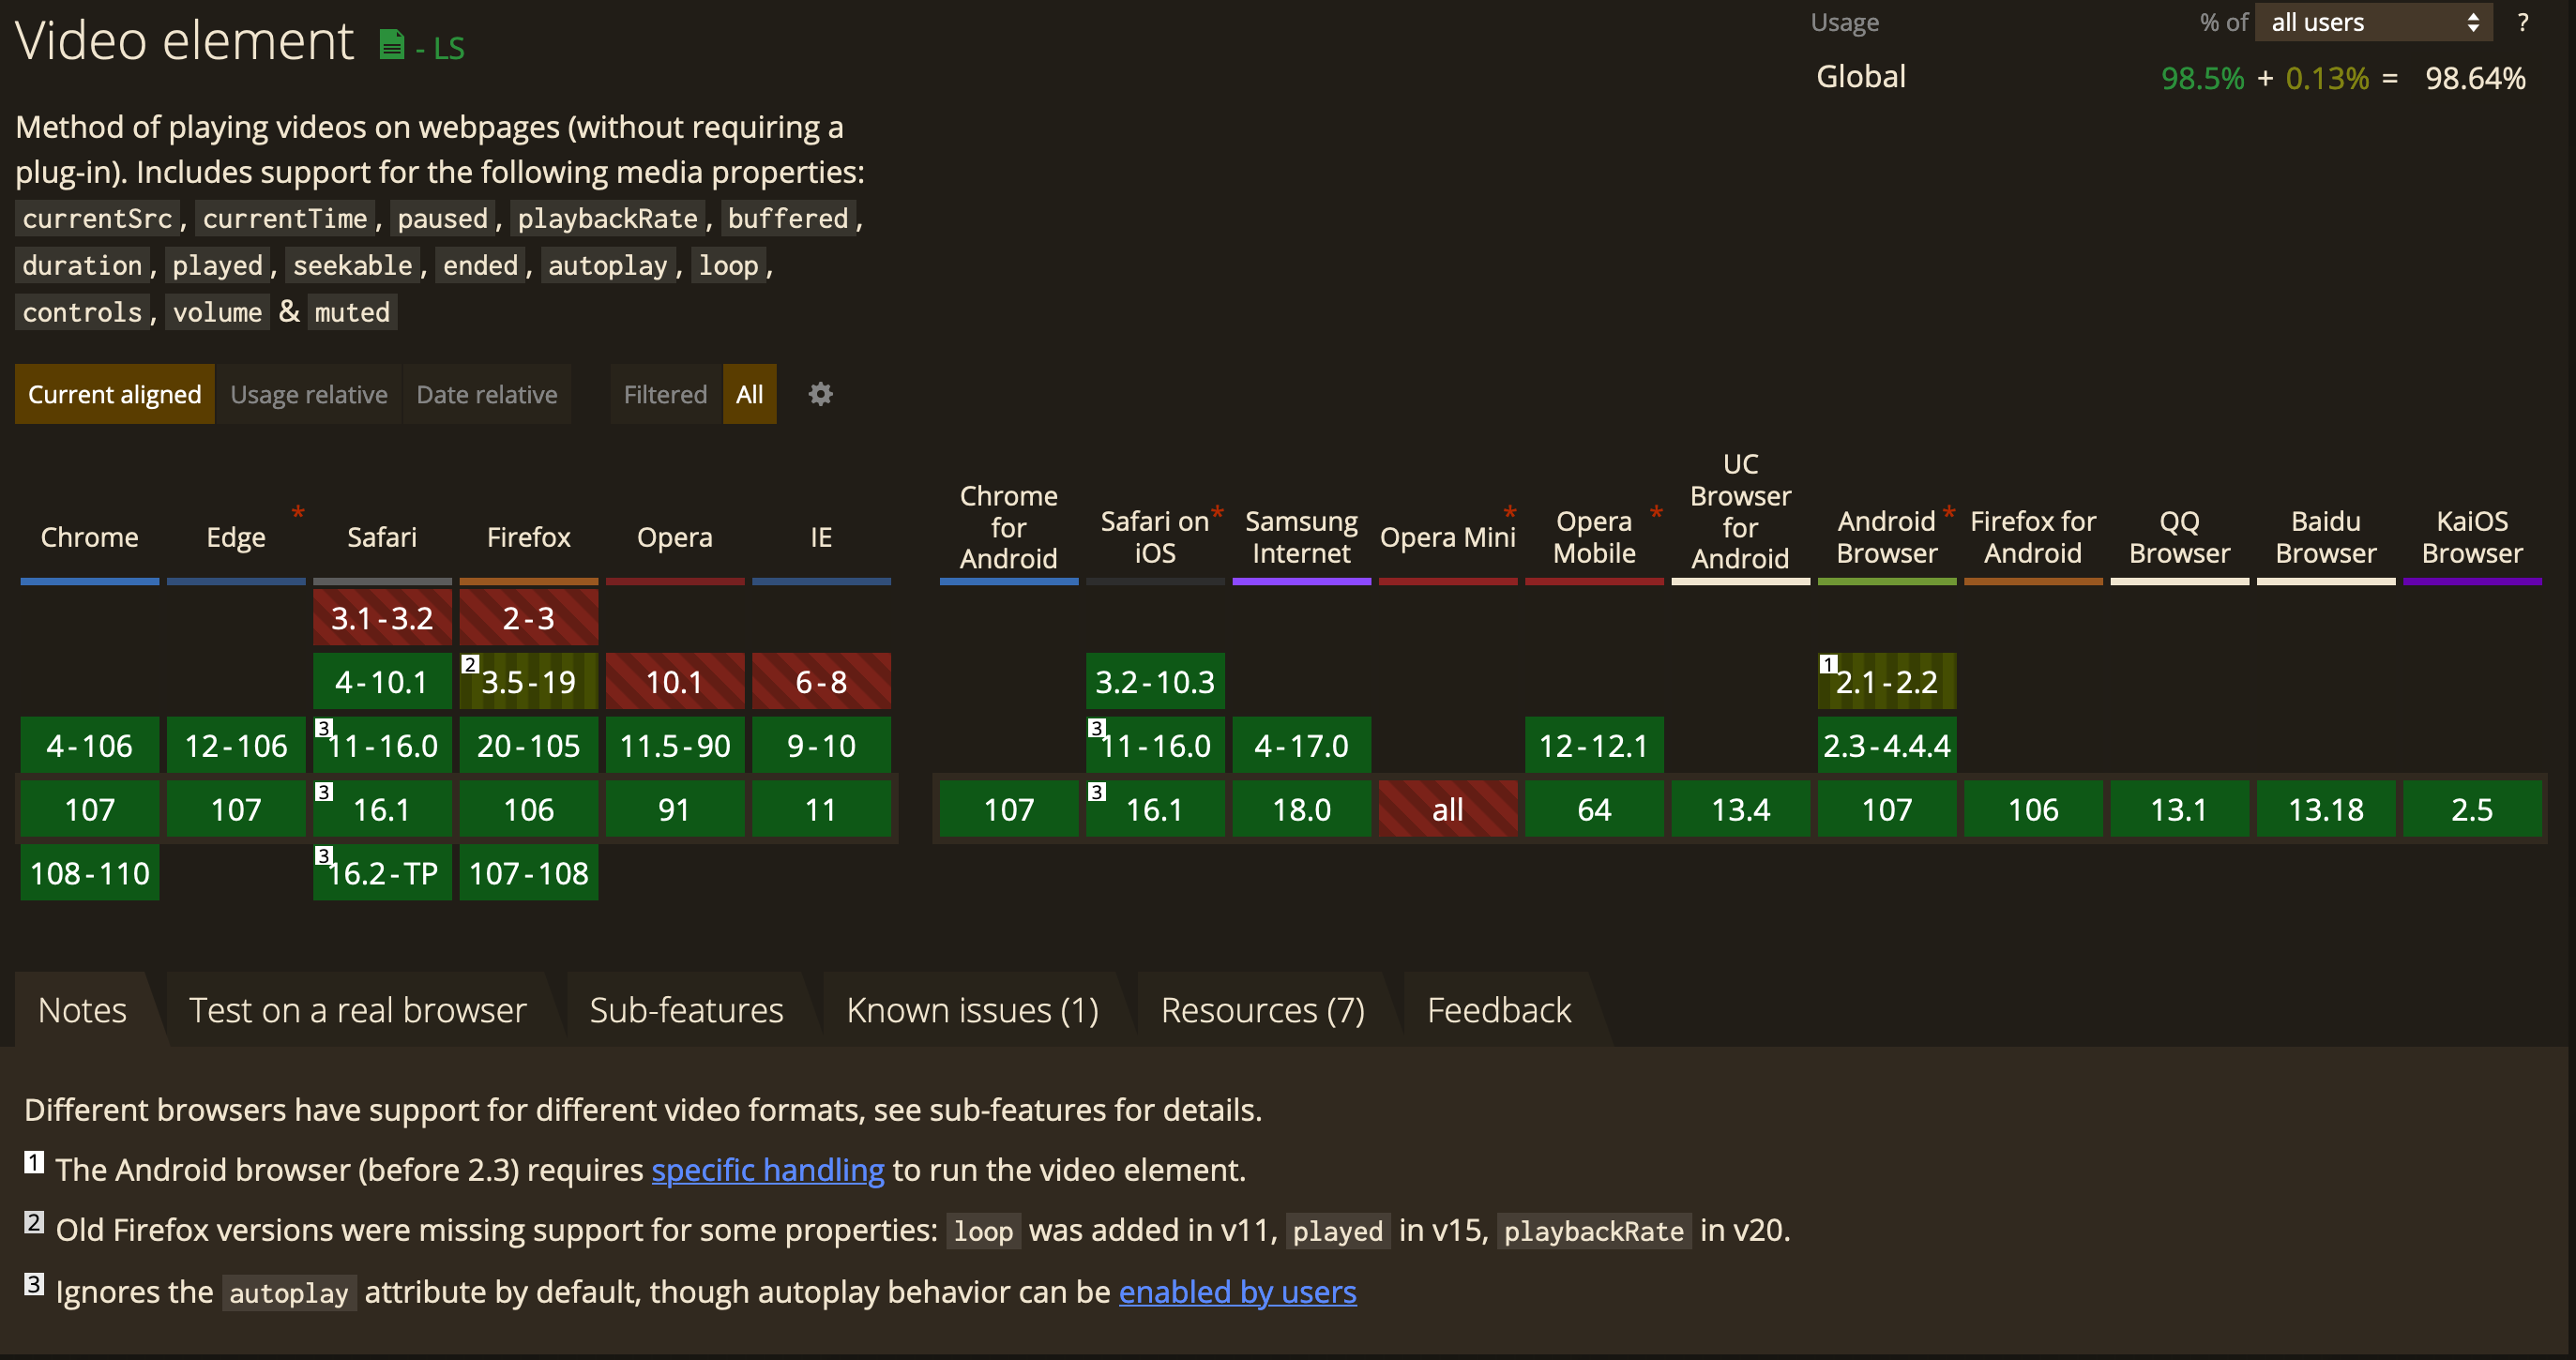 Video element - LS
Usage % of all users ?
Global 98.5% + 0.13% = 98.64%
Method of playing videos on webpages (without requiring a
plug-in). Includes support for the following media properties:
currentSrc, currentTime, paused, playbackRate, buffered,
duration, played, seekable, ended, autoplay, loop,
controls, volume & muted
Current aligned Usage relative Date relative Filtered All
Chrome
Edge *
Safari
Firefox
Opera
IE
Chrome
for
Android
Safari on *
iOS
Samsung
Internet
Opera Mini *
Opera *
Mobile
UC
Browser
for
Android
Android *
Browser
Firefox for
Android
QQ
Browser
Baidu
Browser
KaiOS
Browser
3.1-3.2 2-3
4-10.1 2 3.5-19 10.1 6-8 3.2-10.3 1 2.1-2.2
4-106 12-106 3 11-16.0 20-105 11.5-90 9-10 3 11-16.0 4-17.0 12-12.1 2.3-4.4.4
107 107 3 16.1 106 91 11 107 3 16.1 18.0 all 64 13.4 107 106 13.1 13.18 2.5
108-110 3 16.2-TP 107-108
Notes Test on a real browser Sub-features Known issues (1) Resources (7) Feedback
Different browsers have support for different video formats, see sub-features for details.
1 The Android browser (before 2.3) requires specific handling to run the video element.
2 Old Firefox versions were missing support for some properties: loop was added in v11, played in v15, playbackRate in v20.
3 Ignores the autoplay attribute by default, though autoplay behavior can be enabled by users